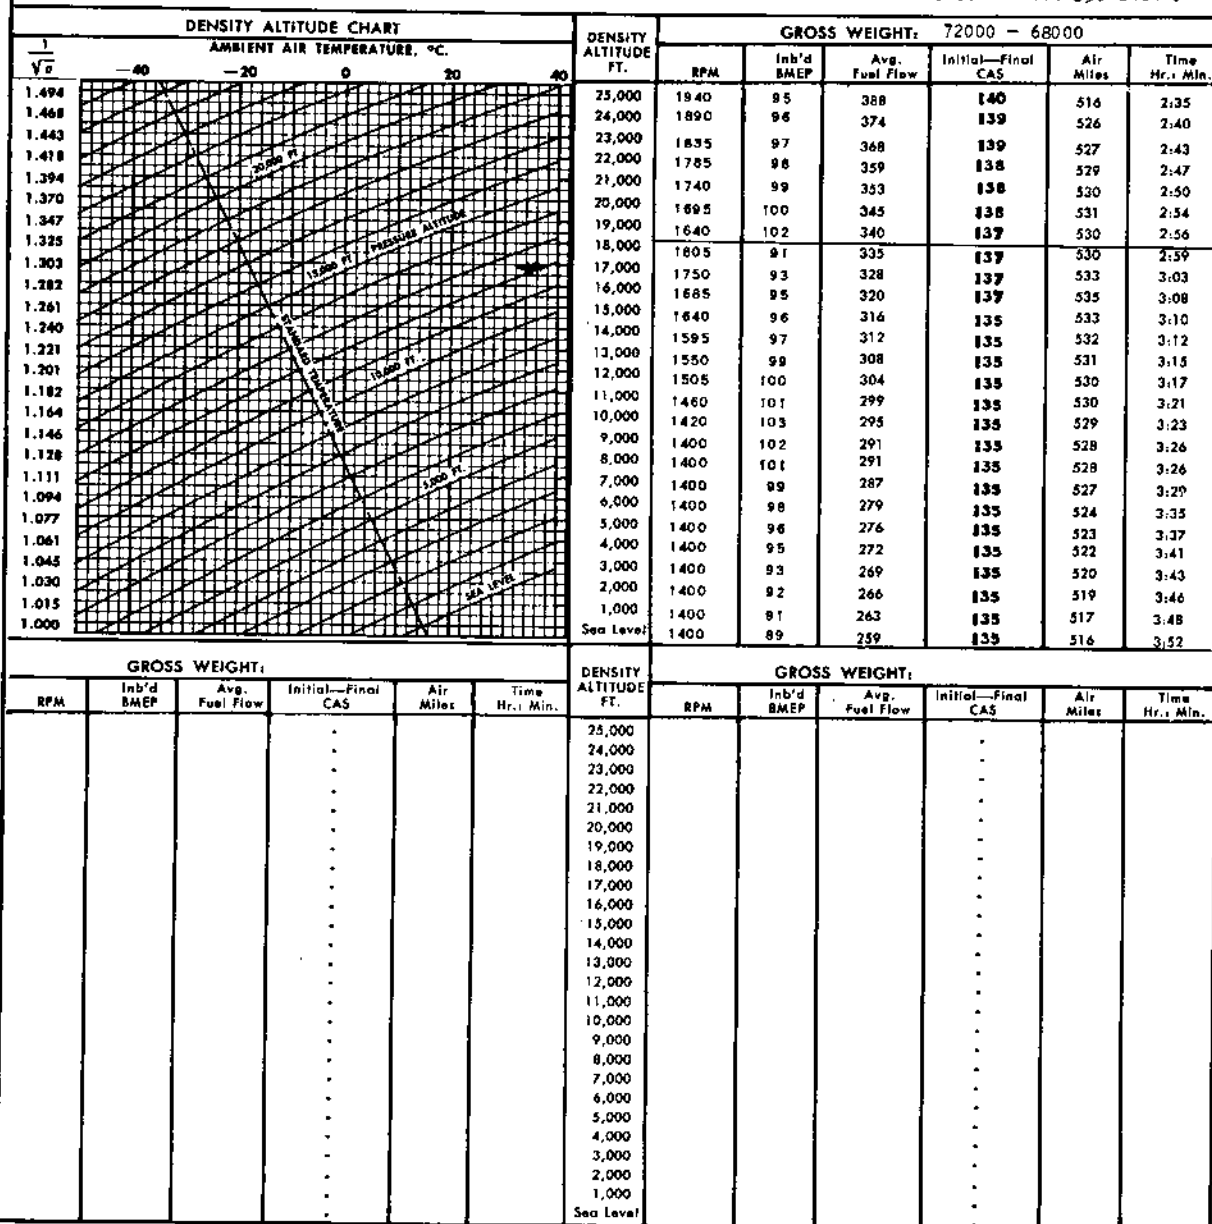 DENSITY ALTITUDE CHART
AMBIENT AIR TEMPERATURE, °C.
1
√σ
—40 —20 0 20 40
1.494
1.468
1.443
1.418
1.394
1.370
1.347
1.325
1.303
1.282
1.261
1.240
1.221
1.201
1.182
1.164
1.146
1.128
1.111
1.094
1.077
1.061
1.045
1.030
1.015
1.000
20,000 FT.
15,000 FT. PRESSURE ALTITUDE
STANDARD TEMPERATURE
10,000 FT.
5,000 FT.
SEA LEVEL
DENSITY ALTITUDE FT. GROSS WEIGHT: 72000 — 68000
RPM Inb'd BMEP Avg. Fuel Flow Initial—Final CAS Air Miles Time Hr.: Min.
25,000 1940 95 388 140 516 2:35
24,000 1890 96 374 139 526 2:40
23,000 1835 97 368 139 527 2:43
22,000 1785 98 359 138 529 2:47
21,000 1740 99 353 138 530 2:50
20,000 1695 100 345 138 531 2:54
19,000 1640 102 340 137 530 2:56
18,000 1805 91 335 137 530 2:59
17,000 1750 93 328 137 533 3:03
16,000 1685 95 320 137 535 3:08
15,000 1640 96 316 135 533 3:10
14,000 1595 97 312 135 532 3:12
13,000 1550 99 308 135 531 3:15
12,000 1505 100 304 135 530 3:17
11,000 1460 101 299 135 530 3:21
10,000 1420 103 295 135 529 3:23
9,000 1400 102 291 135 528 3:26
8,000 1400 101 291 135 528 3:26
7,000 1400 99 287 135 527 3:29
6,000 1400 98 279 135 524 3:35
5,000 1400 96 276 135 523 3:37
4,000 1400 95 272 135 522 3:41
3,000 1400 93 269 135 520 3:43
2,000 1400 92 266 135 519 3:46
1,000 1400 91 263 135 517 3:48
Sea Level 1400 89 259 135 516 3:52
GROSS WEIGHT: DENSITY ALTITUDE FT. GROSS WEIGHT:
RPM Inb'd BMEP Avg. Fuel Flow Initial—Final CAS Air Miles Time Hr.: Min. RPM Inb'd BMEP Avg. Fuel Flow Initial—Final CAS Air Miles Time Hr.: Min.
25,000
24,000
23,000
22,000
21,000
20,000
19,000
18,000
17,000
16,000
15,000
14,000
13,000
12,000
11,000
10,000
9,000
8,000
7,000
6,000
5,000
4,000
3,000
2,000
1,000
Sea Level